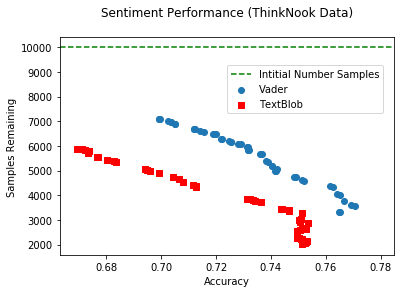 Sentiment Performance (ThinkNook Data)
10000
9000
8000
7000
6000
5000
4000
3000
2000
Samples Remaining
Intitial Number Samples
Vader
TextBlob
0.68 0.70 0.72 0.74 0.76 0.78
Accuracy